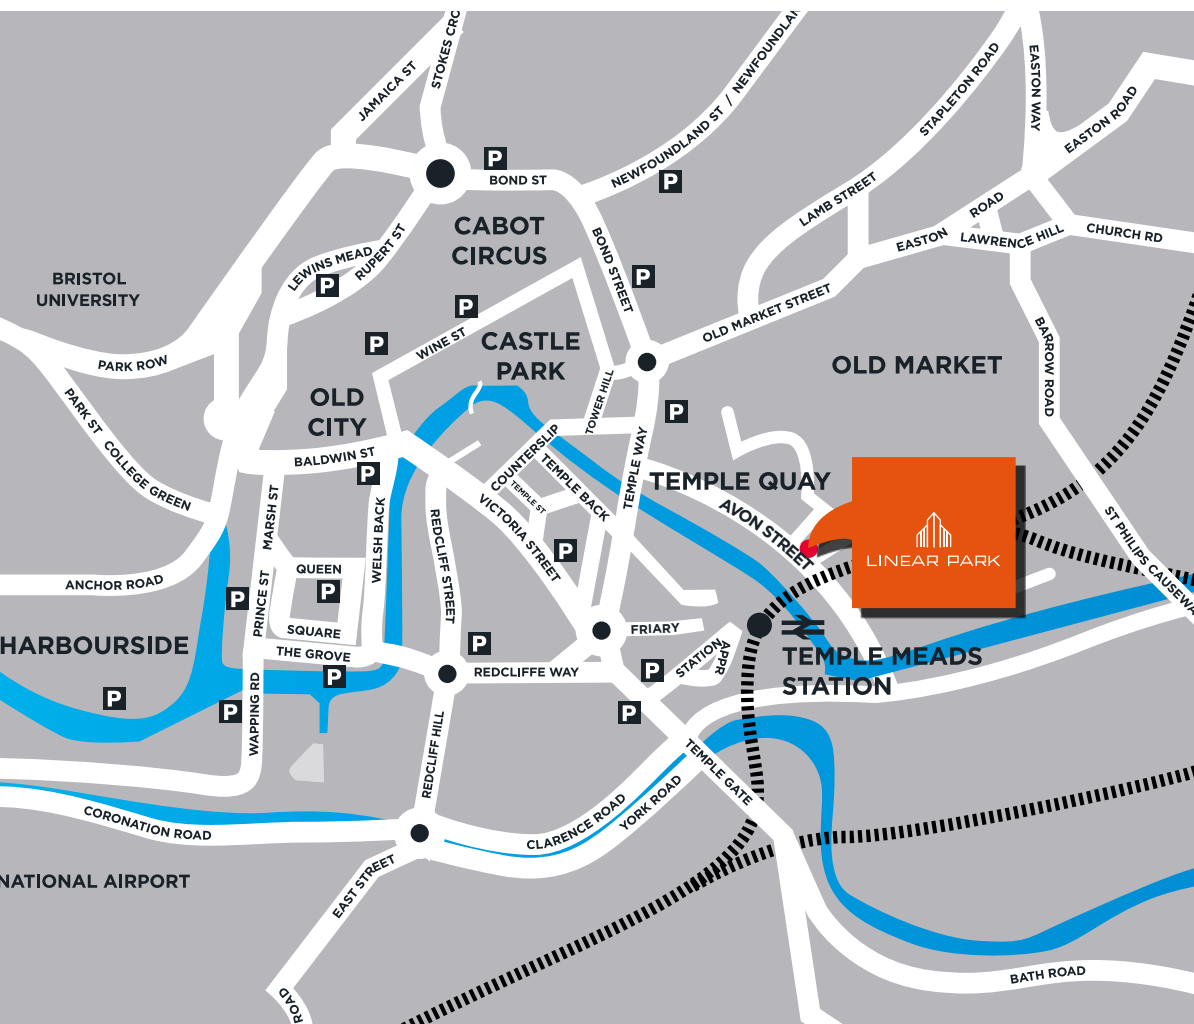 STOKES CRO
JAMAICA ST
NEWFOUNDLAND ST / NEWFOUNDLA
STAPLETON ROAD
EASTON WAY
EASTON ROAD
P
BOND ST
P
LAMB STREET
CABOT
CIRCUS
LEWINS MEAD
RUPERT ST
P
BOND STREET
P
EASTON
ROAD
LAWRENCE HILL
CHURCH RD
BRISTOL
UNIVERSITY
P
P
WINE ST
OLD MARKET STREET
CASTLE
PARK
OLD MARKET
BARROW ROAD
PARK ROW
PARK ST
COLLEGE GREEN
OLD
CITY
TOWER HILL
P
BALDWIN ST
P
COUNTERSLIP
TEMPLE ST
TEMPLE BACK
TEMPLE WAY
TEMPLE QUAY
AVON STREET
LINEAR PARK
ST PHILIPS CAUSEWA
MARSH ST
WELSH BACK
REDCLIFF STREET
VICTORIA STREET
P
ANCHOR ROAD
QUEEN
P
SQUARE
PRINCE ST
P
HARBOURSIDE
THE GROVE
P
P
FRIARY
STATION
APPR
TEMPLE MEADS
STATION
REDCLIFFE WAY
P
P
P
P
WAPPING RD
REDCLIFF HILL
TEMPLE GATE
CORONATION ROAD
CLARENCE ROAD
YORK ROAD
NATIONAL AIRPORT
EAST STREET
BATH ROAD
ROAD